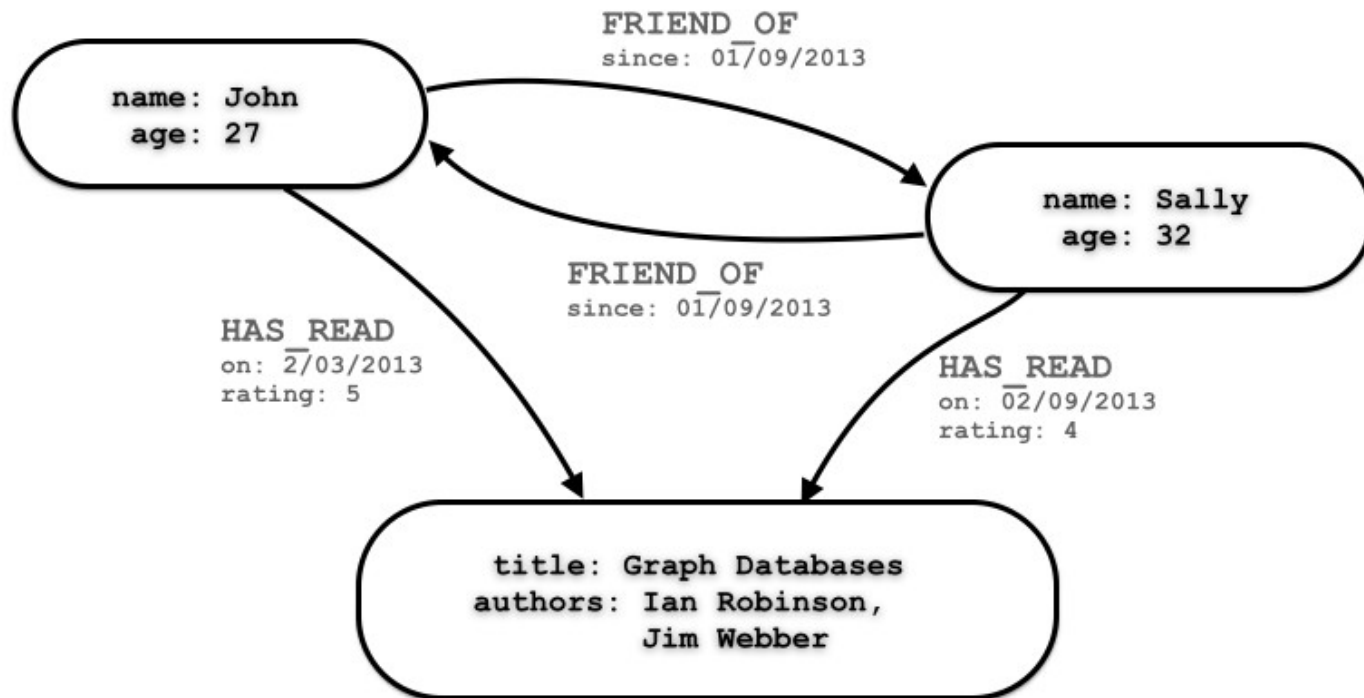 FRIEND_OF
since: 01/09/2013
name: John
age: 27
name: Sally
age: 32
FRIEND_OF
since: 01/09/2013
HAS_READ
on: 2/03/2013
rating: 5
HAS_READ
on: 02/09/2013
rating: 4
title: Graph Databases
authors: Ian Robinson,
Jim Webber